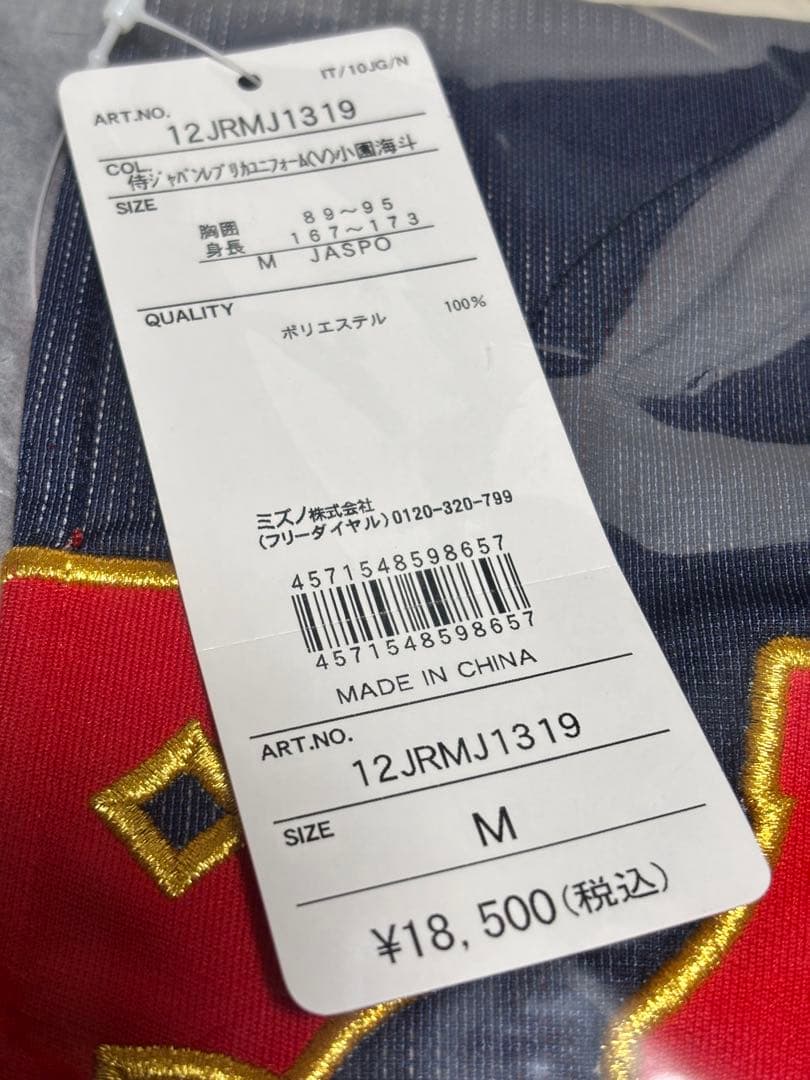 IT/10JG/N
ART.NO.
12JRMJ1319
COL.
侍ジャパンレプリカユニフォーム(V)小園海斗
SIZE
胸囲 89～95
身長 167～173
M JASPO
QUALITY
ポリエステル 100%
ミズノ株式会社
(フリーダイヤル)0120-320-799
4571548598657
4571548598657
MADE IN CHINA
ART.NO.
12JRMJ1319
SIZE
M
¥18,500(税込)